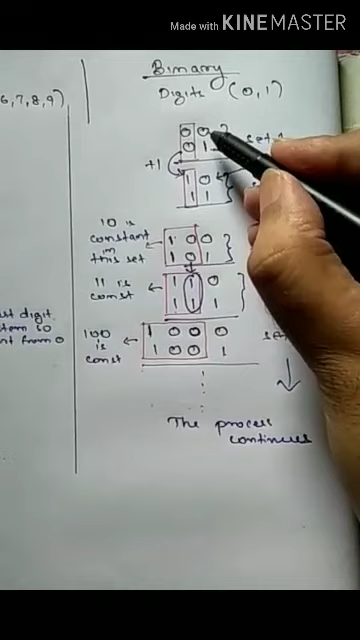 Made with KINEMASTER
Binary
6,7,8,9)
Digits (0,1)
0 0
0 1
set 1
+1
1 0
1 1
10 is
constant
in
this set
1 0 0
1 0 1
11 is
const
1 1 0
1 1 1
100
is
const
1 0 0 0
1 0 0 1
st digit
from 0
The process
continues